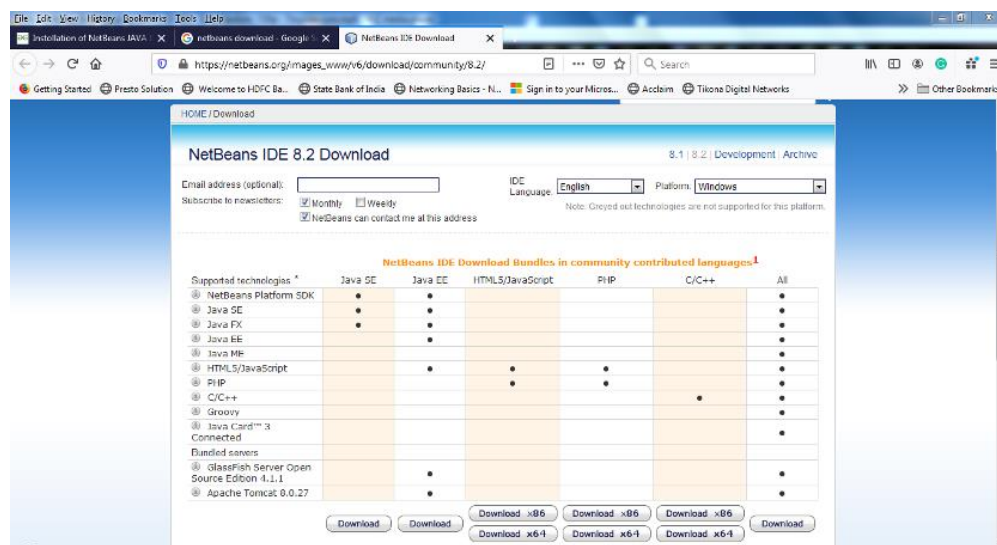 File Edit View History Bookmarks Tools Help
Installation of NetBeans JAVA
netbeans download - Google S
NetBeans IDE Download
https://netbeans.org/images_www/v6/download/community/8.2/
Search
Getting Started Presto Solution Welcome to HDFC Ba... State Bank of India Networking Basics - N... Sign in to your Micros... Acclaim Tikona Digital Networks Other Bookmarks
HOME / Download
NetBeans IDE 8.2 Download
8.1 | 8.2 | Development | Archive
Email address (optional):
IDE Language: English Platform: Windows
Subscribe to newsletters: Monthly Weekly
Note: Greyed out technologies are not supported for this platform.
NetBeans can contact me at this address
NetBeans IDE Download Bundles in community contributed languages1
Supported technologies * Java SE Java EE HTML5/JavaScript PHP C/C++ All
NetBeans Platform SDK
Java SE
Java FX
Java EE
Java ME
HTML5/JavaScript
PHP
C/C++
Groovy
Java Card™ 3
Connected
Bundled servers
GlassFish Server Open
Source Edition 4.1.1
Apache Tomcat 8.0.27
Download Download Download x86 Download x86 Download x86 Download
Download x64 Download x64 Download x64